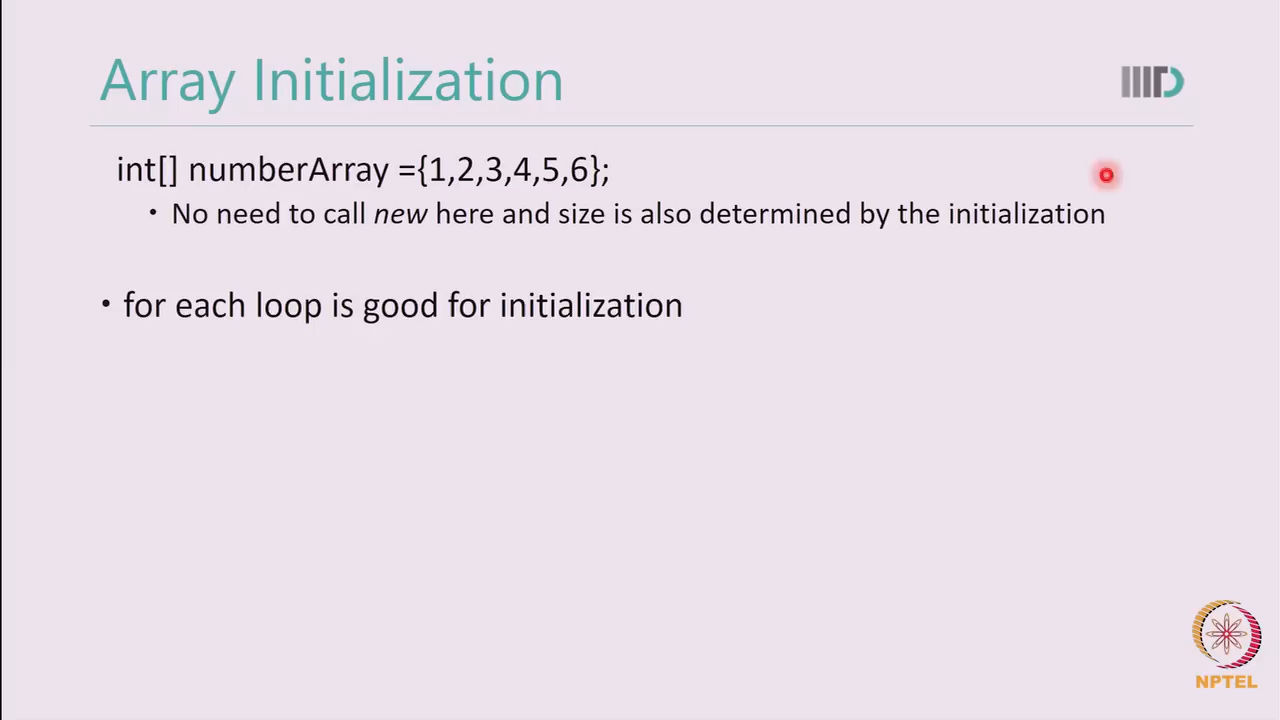 Array Initialization
int[] numberArray ={1,2,3,4,5,6};
• No need to call new here and size is also determined by the initialization
• for each loop is good for initialization
NPTEL